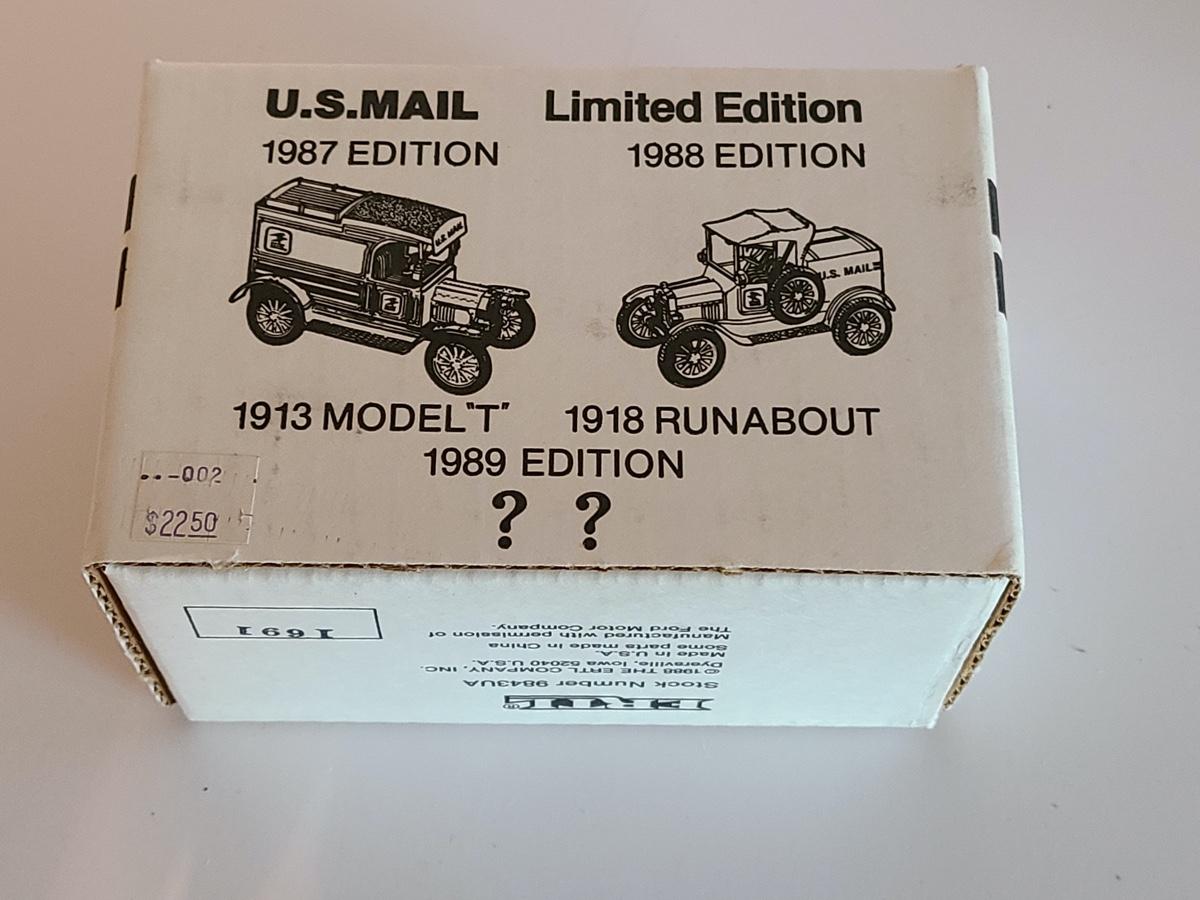 U.S.MAIL Limited Edition
1987 EDITION 1988 EDITION
U.S. MAIL
U.S. MAIL
1913 MODEL "T" 1918 RUNABOUT
1989 EDITION
? ?
-002
$2250
ERTL®
Stock Number 9843UA
©1988 THE ERTL COMPANY, INC.
Dyersville, Iowa 52040 U.S.A.
Made in U.S.A.
Some parts made in China
Manufactured with permission of
The Ford Motor Company.
1691